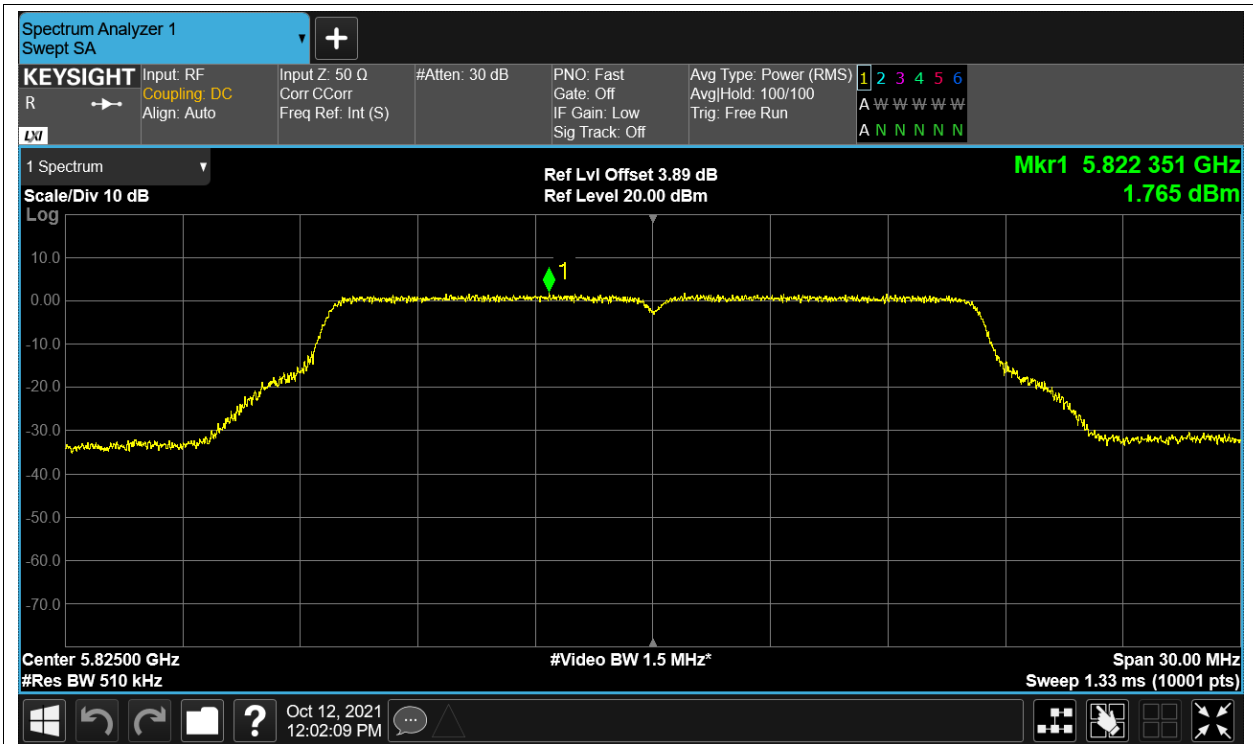 Spectrum Analyzer 1
Swept SA
KEYSIGHT
R
LXI
Input: RF
Coupling: DC
Align: Auto
Input Z: 50 Ω
Corr CCorr
Freq Ref: Int (S)
#Atten: 30 dB
PNO: Fast
Gate: Off
IF Gain: Low
Sig Track: Off
Avg Type: Power (RMS)
Avg|Hold: 100/100
Trig: Free Run
1 2 3 4 5 6
A W W W W W
A N N N N N
1 Spectrum
Scale/Div 10 dB
Ref Lvl Offset 3.89 dB
Ref Level 20.00 dBm
Mkr1 5.822 351 GHz
1.765 dBm
Log
10.0
0.00
-10.0
-20.0
-30.0
-40.0
-50.0
-60.0
-70.0
1
Center 5.82500 GHz
#Res BW 510 kHz
#Video BW 1.5 MHz*
Span 30.00 MHz
Sweep 1.33 ms (10001 pts)
?
Oct 12, 2021
12:02:09 PM